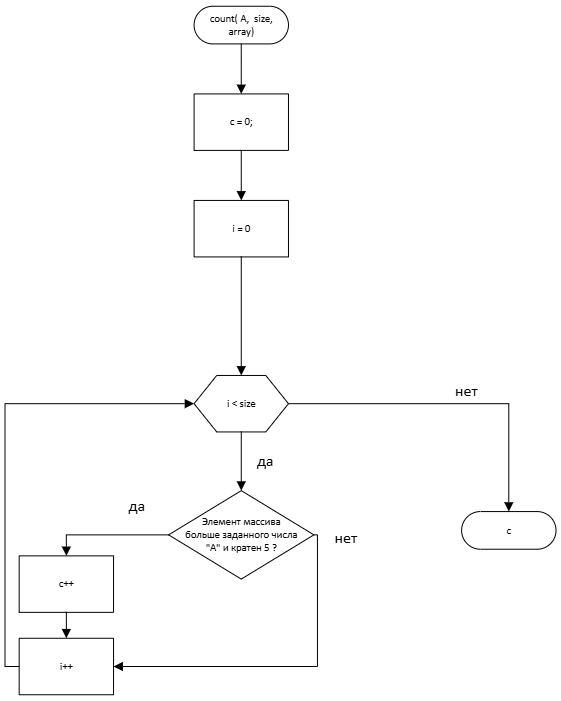 count( A, size,
array)
c = 0;
i = 0
i < size
нет
да
да
Элемент массива
больше заданного числа
"А" и кратен 5 ?
нет
c
c++
i++